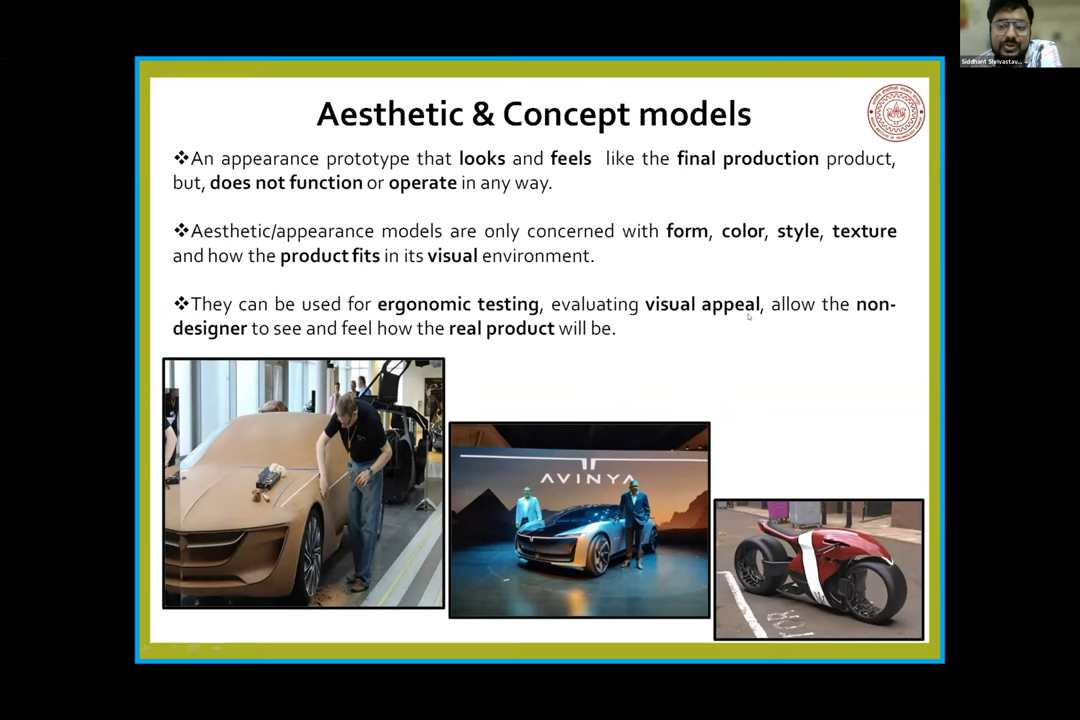 Siddhant Shrivastav...
Aesthetic & Concept models
❖An appearance prototype that looks and feels like the final production product,
but, does not function or operate in any way.
❖Aesthetic/appearance models are only concerned with form, color, style, texture
and how the product fits in its visual environment.
❖They can be used for ergonomic testing, evaluating visual appeal, allow the non-
designer to see and feel how the real product will be.
AVINYA